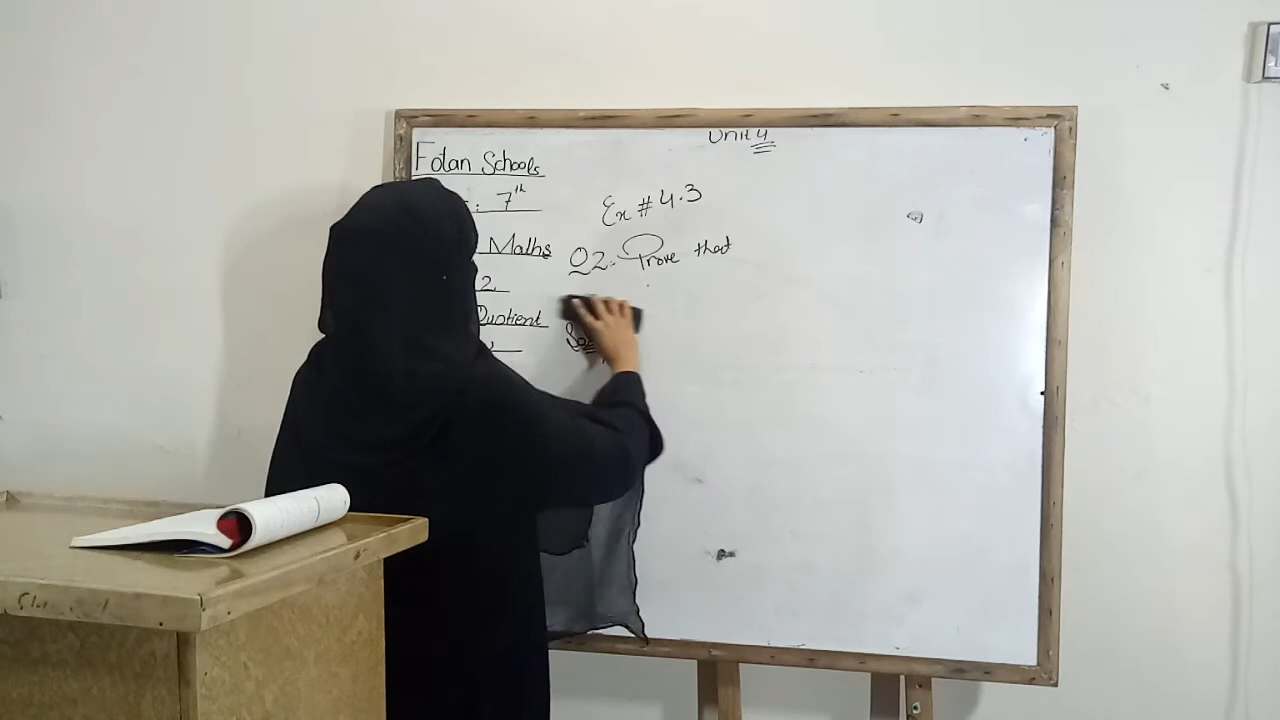 Unit 4
Folan Schools
7th
Ex # 4.3
Maths
Q2:- Prove that
2
Quotient